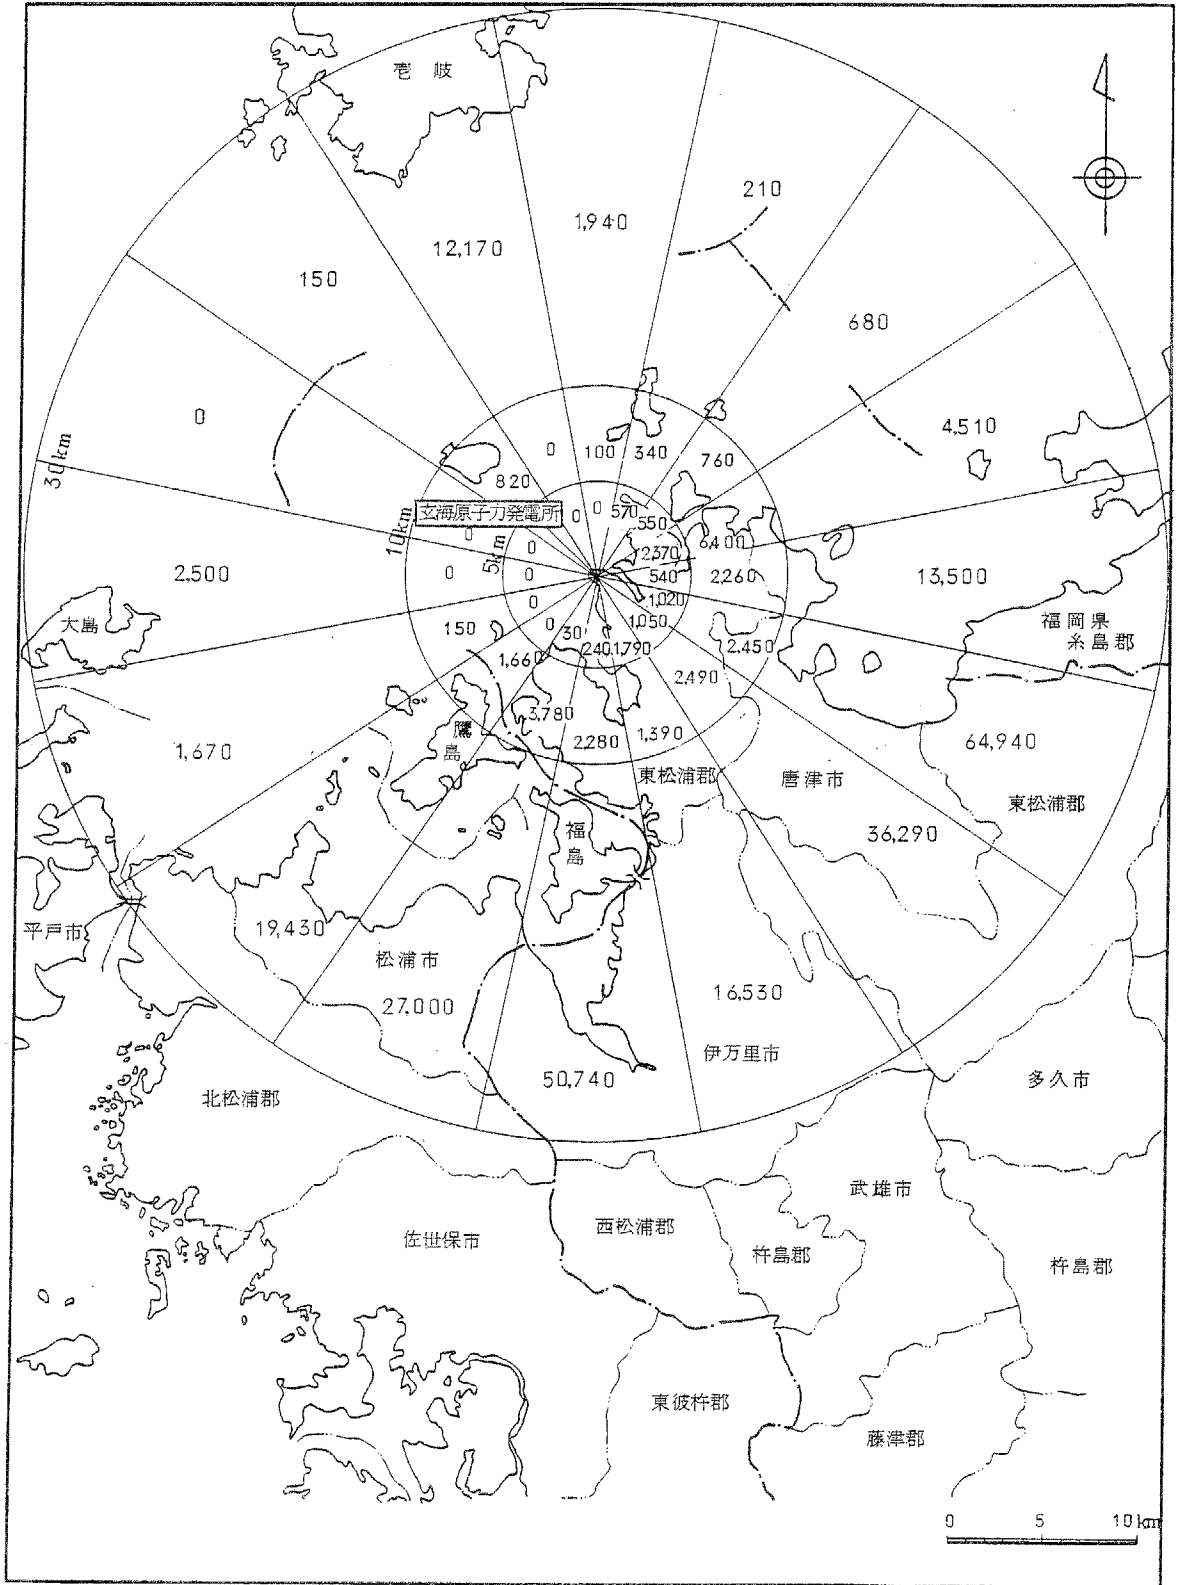 壱 岐
210
1,940
12,170
150
680
0
4,510
30km
0
100
340
760
820
玄海原子力発電所
0
0
570
550
10km
0
5km
0
2,370
6,400
2,500
0
0
540
2,260
13,500
大島
0
1,020
福岡県
糸島郡
150
0
30
1,050
1,660
240
1,790
2,450
2,490
鷹島
3,780
1,670
2,280
1,390
64,940
東松浦郡
唐津市
東松浦郡
福島
36,290
平戸市
19,430
松浦市
27,000
16,530
伊万里市
50,740
多久市
北松浦郡
武雄市
佐世保市
西松浦郡
杵島郡
杵島郡
東彼杵郡
藤津郡
0 5 10km